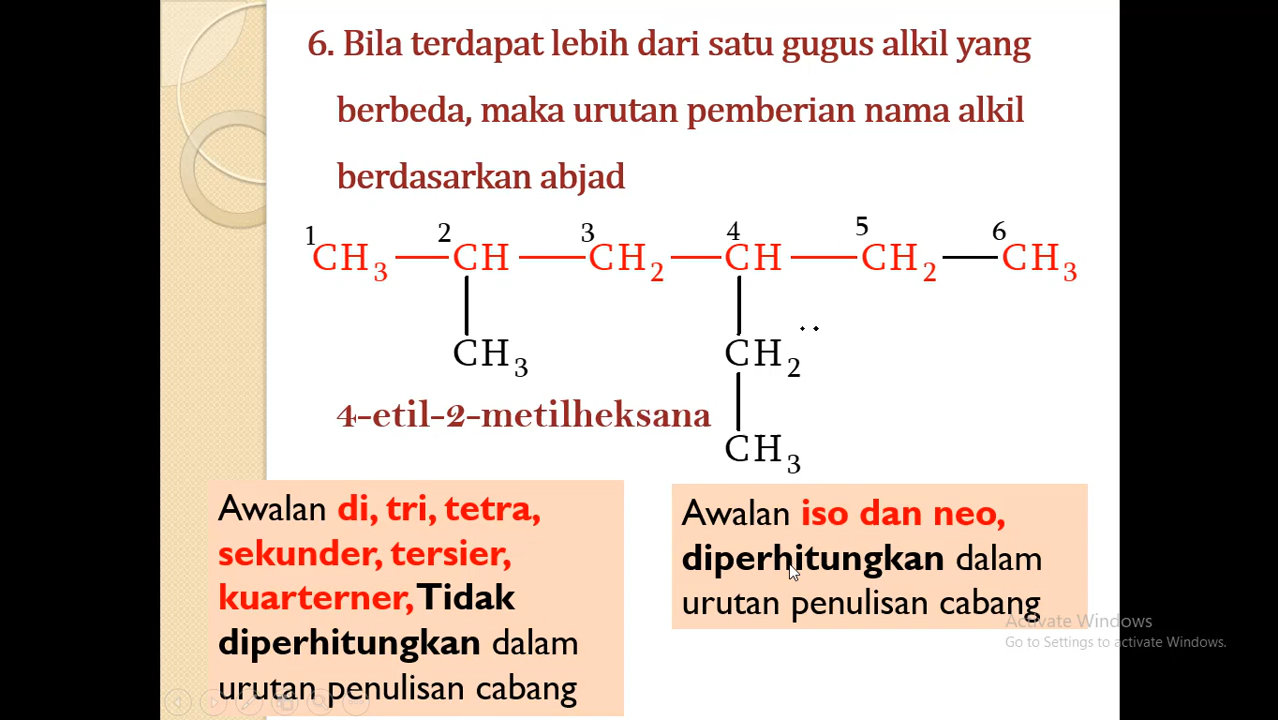 6. Bila terdapat lebih dari satu gugus alkil yang
berbeda, maka urutan pemberian nama alkil
berdasarkan abjad
1 2 3 4 5 6
CH3 — CH — CH2 — CH — CH2 — CH3
CH3 CH2
4-etil-2-metilheksana
CH3
Awalan di, tri, tetra,
sekunder, tersier,
kuarterner, Tidak
diperhitungkan dalam
urutan penulisan cabang
Awalan iso dan neo,
diperhitungkan dalam
urutan penulisan cabang
Activate Windows
Go to Settings to activate Windows.